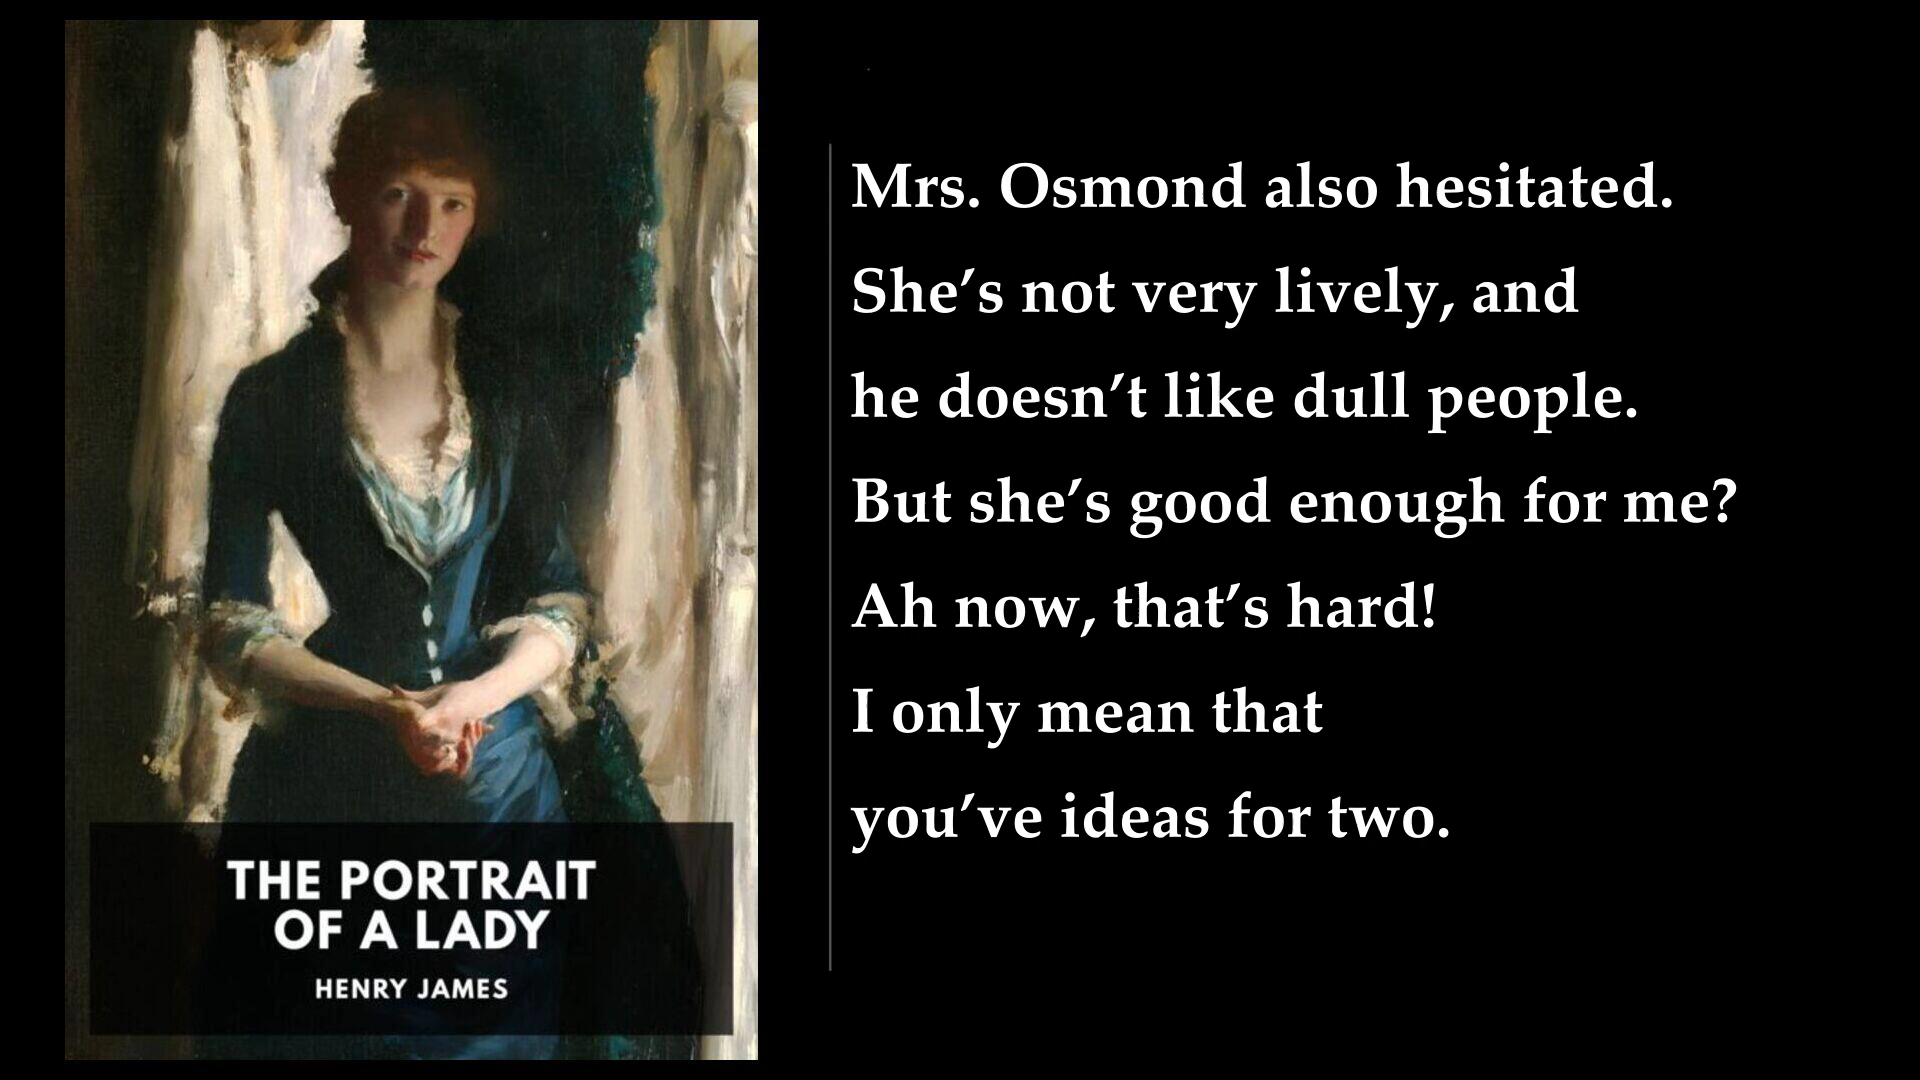 THE PORTRAIT
OF A LADY
HENRY JAMES
Mrs. Osmond also hesitated.
She’s not very lively, and
he doesn’t like dull people.
But she’s good enough for me?
Ah now, that’s hard!
I only mean that
you’ve ideas for two.